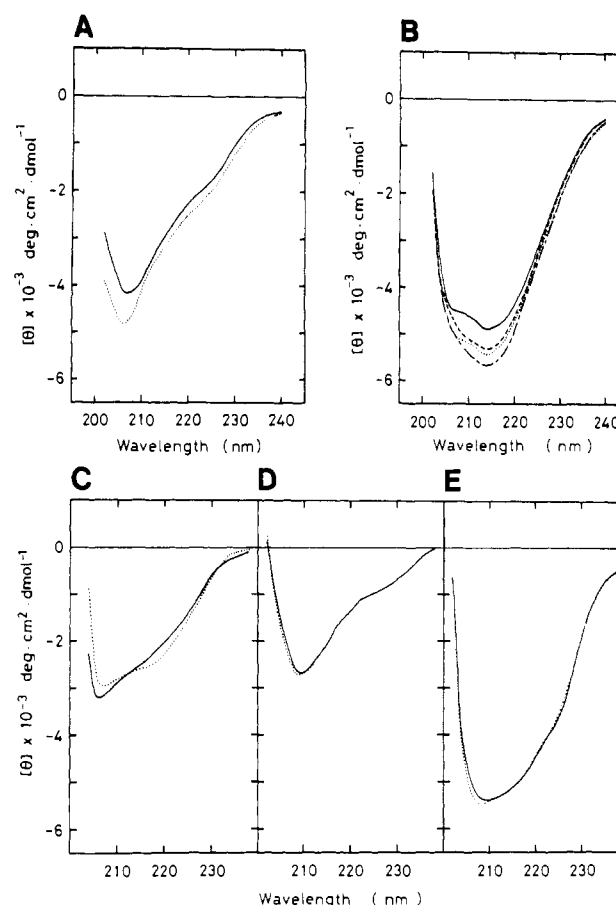 A
B
0
-2
-4
-6
[θ] x 10⁻³ deg·cm²·dmol⁻¹
200 210 220 230 240
Wavelength (nm)
0
-2
-4
-6
[θ] x 10⁻³ deg·cm²·dmol⁻¹
200 210 220 230 240
Wavelength (nm)
C
D
E
0
-2
-4
-6
[θ] x 10⁻³ deg·cm²·dmol⁻¹
210 220 230
210 220 230
210 220 230
Wavelength (nm)